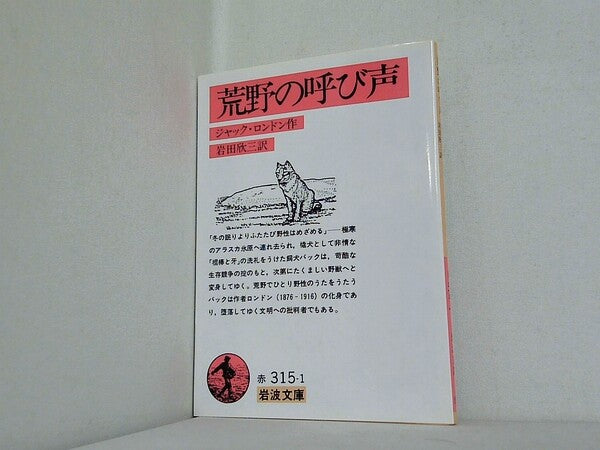 荒野の呼び声
ジャック・ロンドン作
岩田欣三訳
「冬の眠りよりふたたび野性はめざめる」── 極寒
のアラスカ氷原へ連れ去られ，橇犬として非情な
「棍棒と牙」の洗礼をうけた飼犬バックは，苛酷な
生存競争の掟のもと，次第にたくましい野獣へと
変身してゆく。荒野でひとり野性のうたをうたう
バックは作者ロンドン（1876－1916）の化身であ
り，堕落してゆく文明への批判者でもある。
赤 315-1
岩波文庫